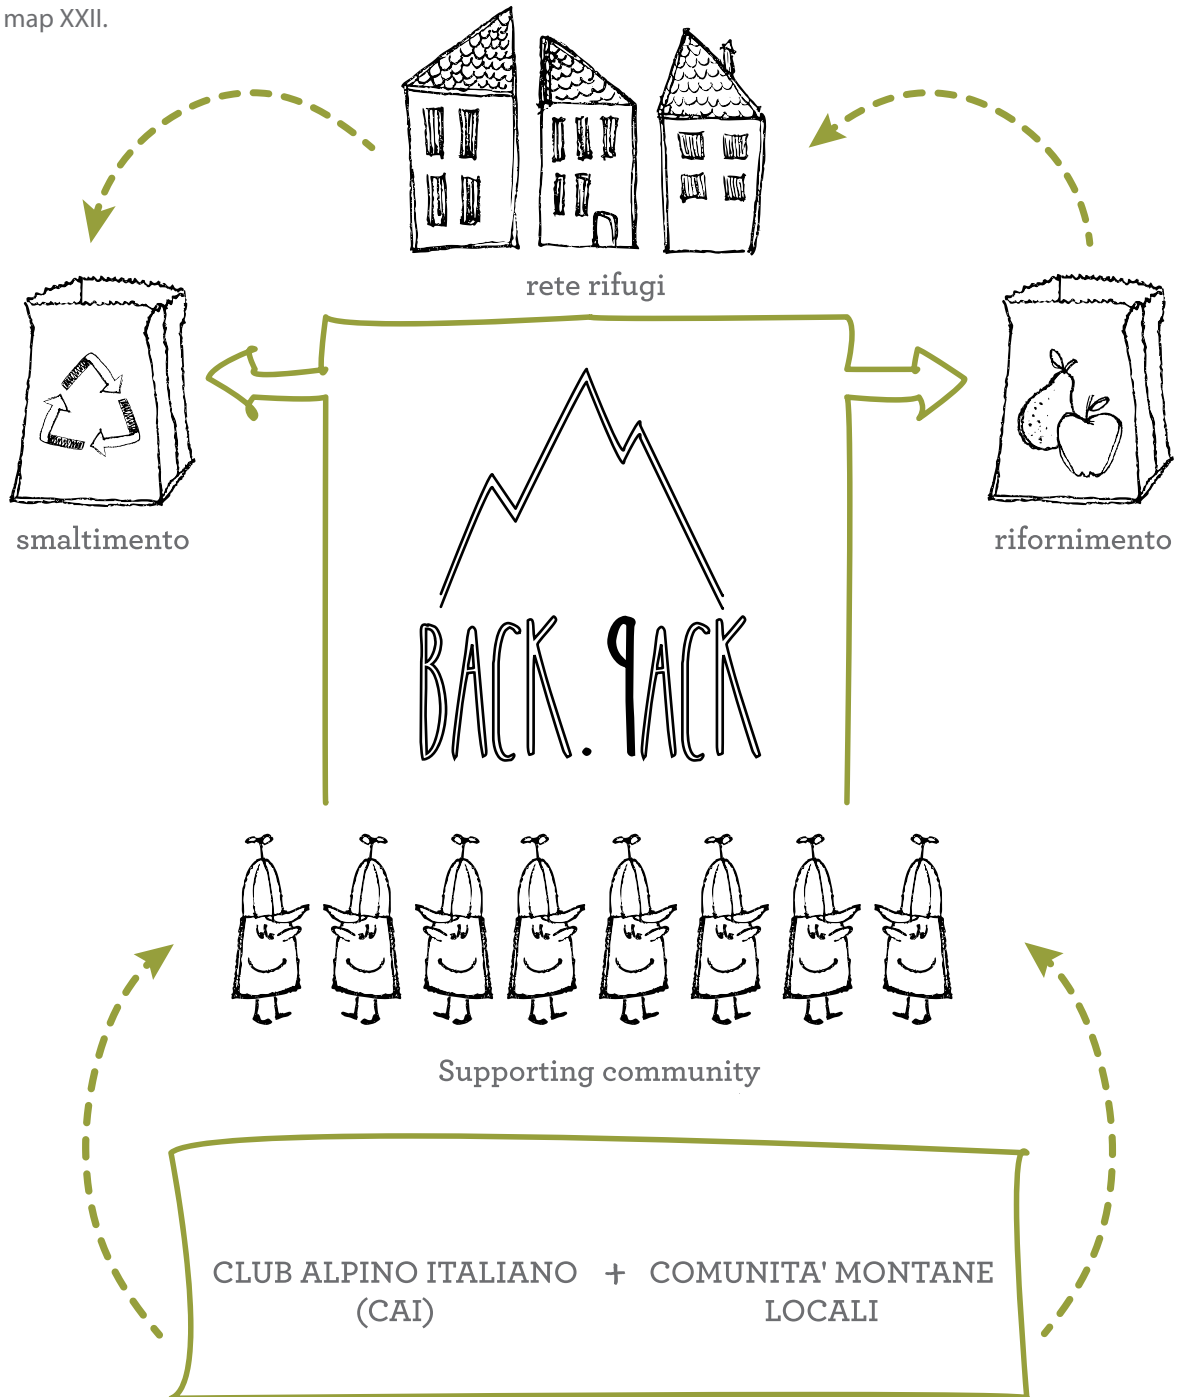 map XXII.
rete rifugi
smaltimento
rifornimento
BACK. PACK
Supporting community
CLUB ALPINO ITALIANO + COMUNITA' MONTANE
(CAI) LOCALI